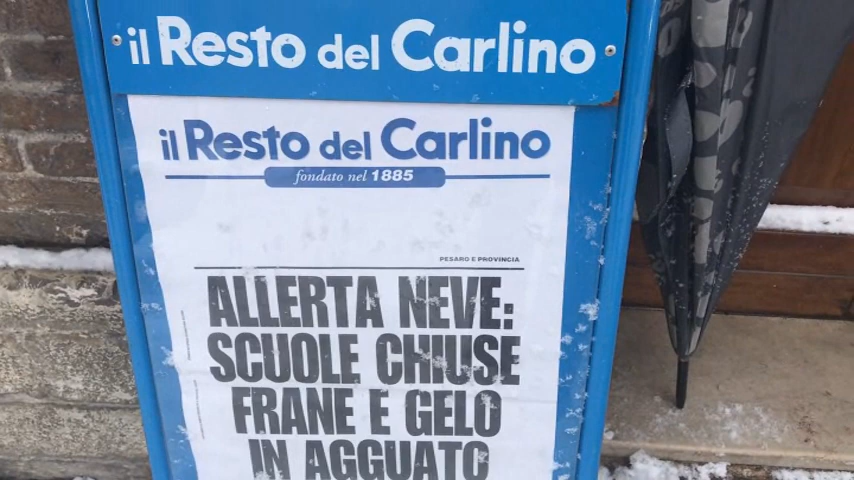 il Resto del Carlino
il Resto del Carlino
fondato nel 1885
PESARO E PROVINCIA
ALLERTA NEVE:
SCUOLE CHIUSE
FRANE E GELO
IN AGGUATO